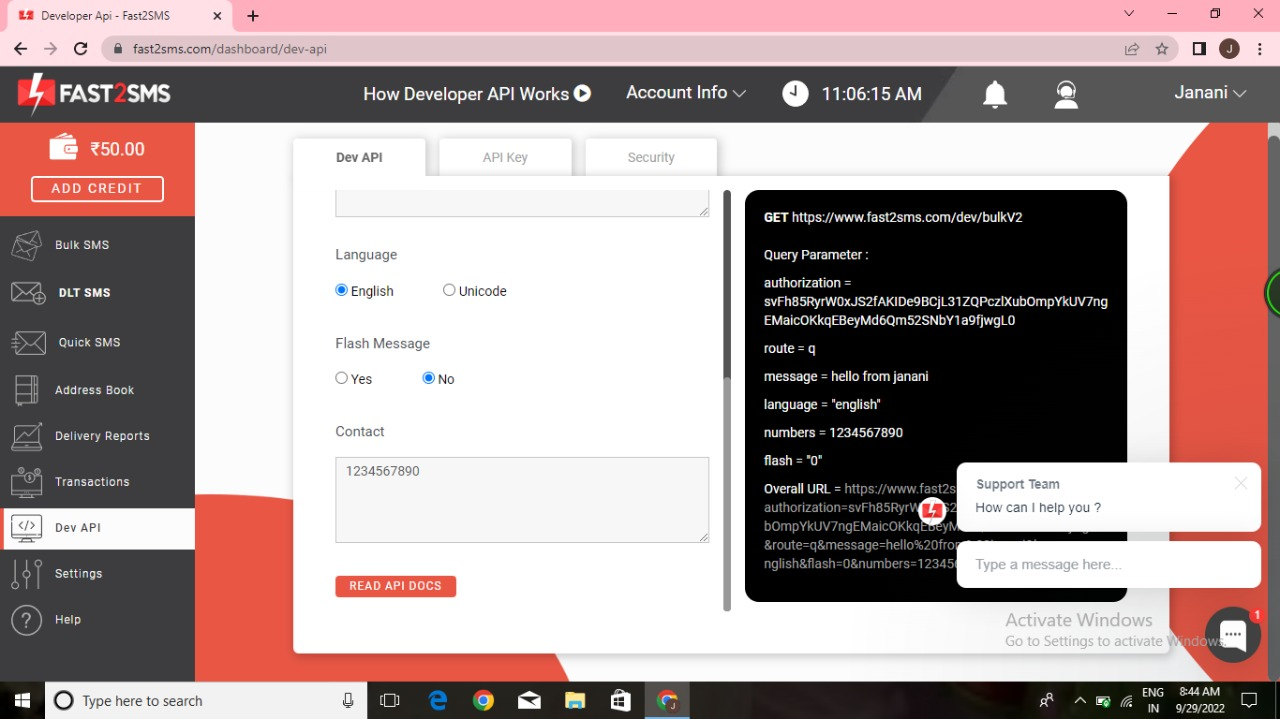 Developer Api - Fast2SMS
fast2sms.com/dashboard/dev-api
J
FAST2SMS
How Developer API Works
Account Info
11:06:15 AM
Janani
₹50.00
ADD CREDIT
Bulk SMS
DLT SMS
Quick SMS
Address Book
Delivery Reports
Transactions
Dev API
Settings
Help
Dev API
API Key
Security
Language
English
Unicode
Flash Message
Yes
No
Contact
1234567890
READ API DOCS
GET https://www.fast2sms.com/dev/bulkV2
Query Parameter :
authorization =
svFh85RyrW0xJS2fAKIDe9BCjL31ZQPczlXubOmpYkUV7ng
EMaicOKkqEBeyMd6Qm52SNbY1a9fjwgL0
route = q
message = hello from janani
language = "english"
numbers = 1234567890
flash = "0"
Overall URL = https://www.fast2s
authorization=svFh85RyrW
bOmpYkUV7ngEMaicOKkqEBeyM
&route=q&message=hello%20from
nglish&flash=0&numbers=123456
Support Team
How can I help you ?
Type a message here...
1
Activate Windows
Go to Settings to activate Windows.
Type here to search
J
ENG
IN
8:44 AM
9/29/2022